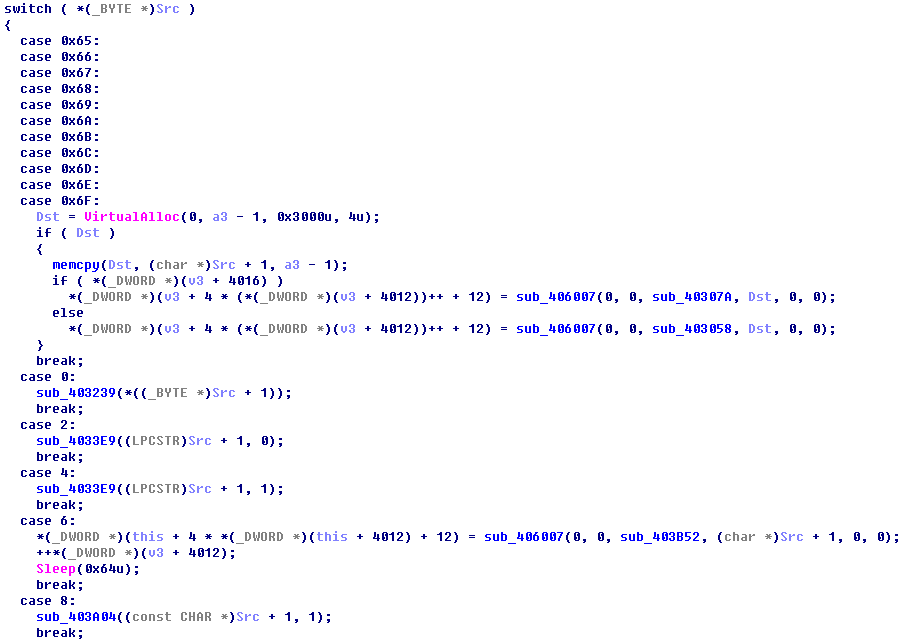 switch ( *(_BYTE *)Src )
{
  case 0x65:
  case 0x66:
  case 0x67:
  case 0x68:
  case 0x69:
  case 0x6A:
  case 0x6B:
  case 0x6C:
  case 0x6D:
  case 0x6E:
  case 0x6F:
    Dst = VirtualAlloc(0, a3 - 1, 0x3000u, 4u);
    if ( Dst )
    {
      memcpy(Dst, (char *)Src + 1, a3 - 1);
      if ( *(_DWORD *)(v3 + 4016) )
        *(_DWORD *)(v3 + 4 * (*(_DWORD *)(v3 + 4012))++ + 12) = sub_406007(0, 0, sub_40307A, Dst, 0, 0);
      else
        *(_DWORD *)(v3 + 4 * (*(_DWORD *)(v3 + 4012))++ + 12) = sub_406007(0, 0, sub_403058, Dst, 0, 0);
    }
    break;
  case 0:
    sub_403239(*((_BYTE *)Src + 1));
    break;
  case 2:
    sub_4033E9((LPCSTR)Src + 1, 0);
    break;
  case 4:
    sub_4033E9((LPCSTR)Src + 1, 1);
    break;
  case 6:
    *(_DWORD *)(this + 4 * *(_DWORD *)(this + 4012) + 12) = sub_406007(0, 0, sub_403B52, (char *)Src + 1, 0, 0);
    ++*(_DWORD *)(v3 + 4012);
    Sleep(0x64u);
    break;
  case 8:
    sub_403A04((const CHAR *)Src + 1, 1);
    break;